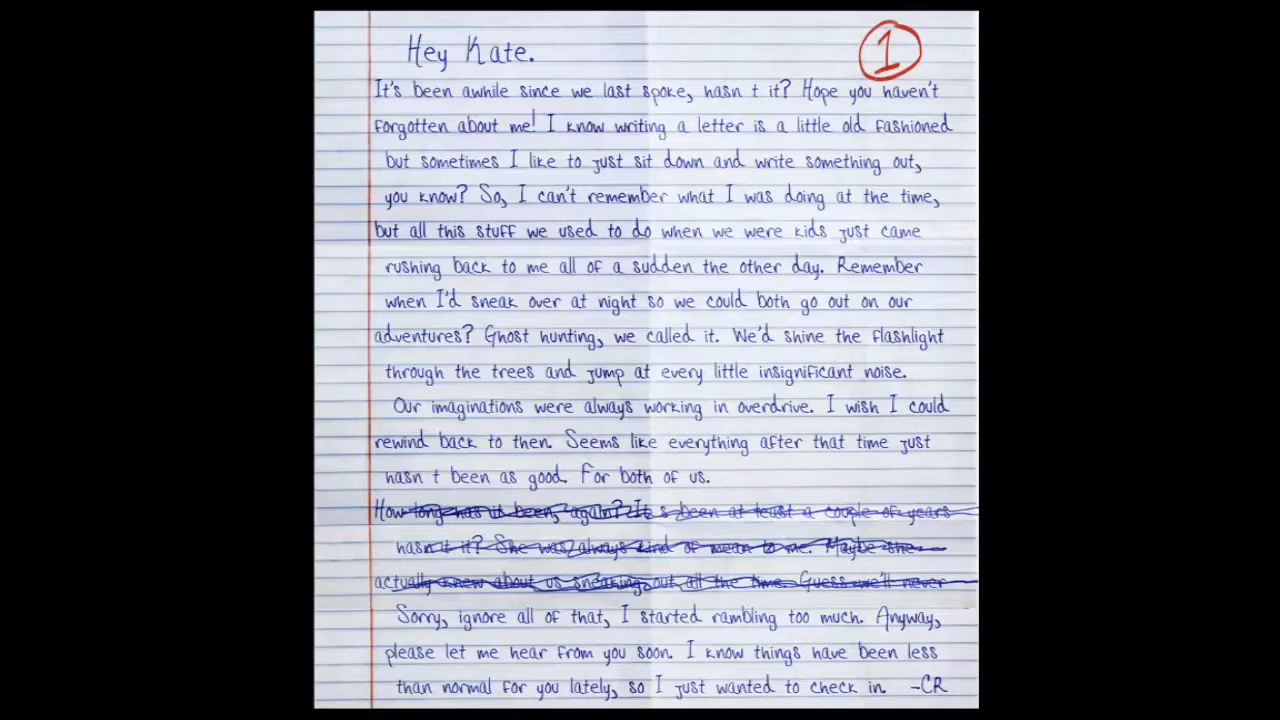 Hey Kate.
1
It's been awhile since we last spoke, hasn t it? Hope you haven't
forgotten about me! I know writing a letter is a little old fashioned
but sometimes I like to just sit down and write something out,
you know? So, I can't remember what I was doing at the time,
but all this stuff we used to do when we were kids just came
rushing back to me all of a sudden the other day. Remember
when I'd sneak over at night so we could both go out on our
adventures? Ghost hunting, we called it. We'd shine the flashlight
through the trees and jump at every little insignificant noise.
Our imaginations were always working in overdrive. I wish I could
rewind back to then. Seems like everything after that time just
hasn t been as good. For both of us.
How long has it been, again? It s been at least a couple of years
hasn t it? She was always kind of mean to me. Maybe she
actually knew about us sneaking out all the time. Guess we'll never
Sorry, ignore all of that, I started rambling too much. Anyway,
please let me hear from you soon. I know things have been less
than normal for you lately, so I just wanted to check in. -CR